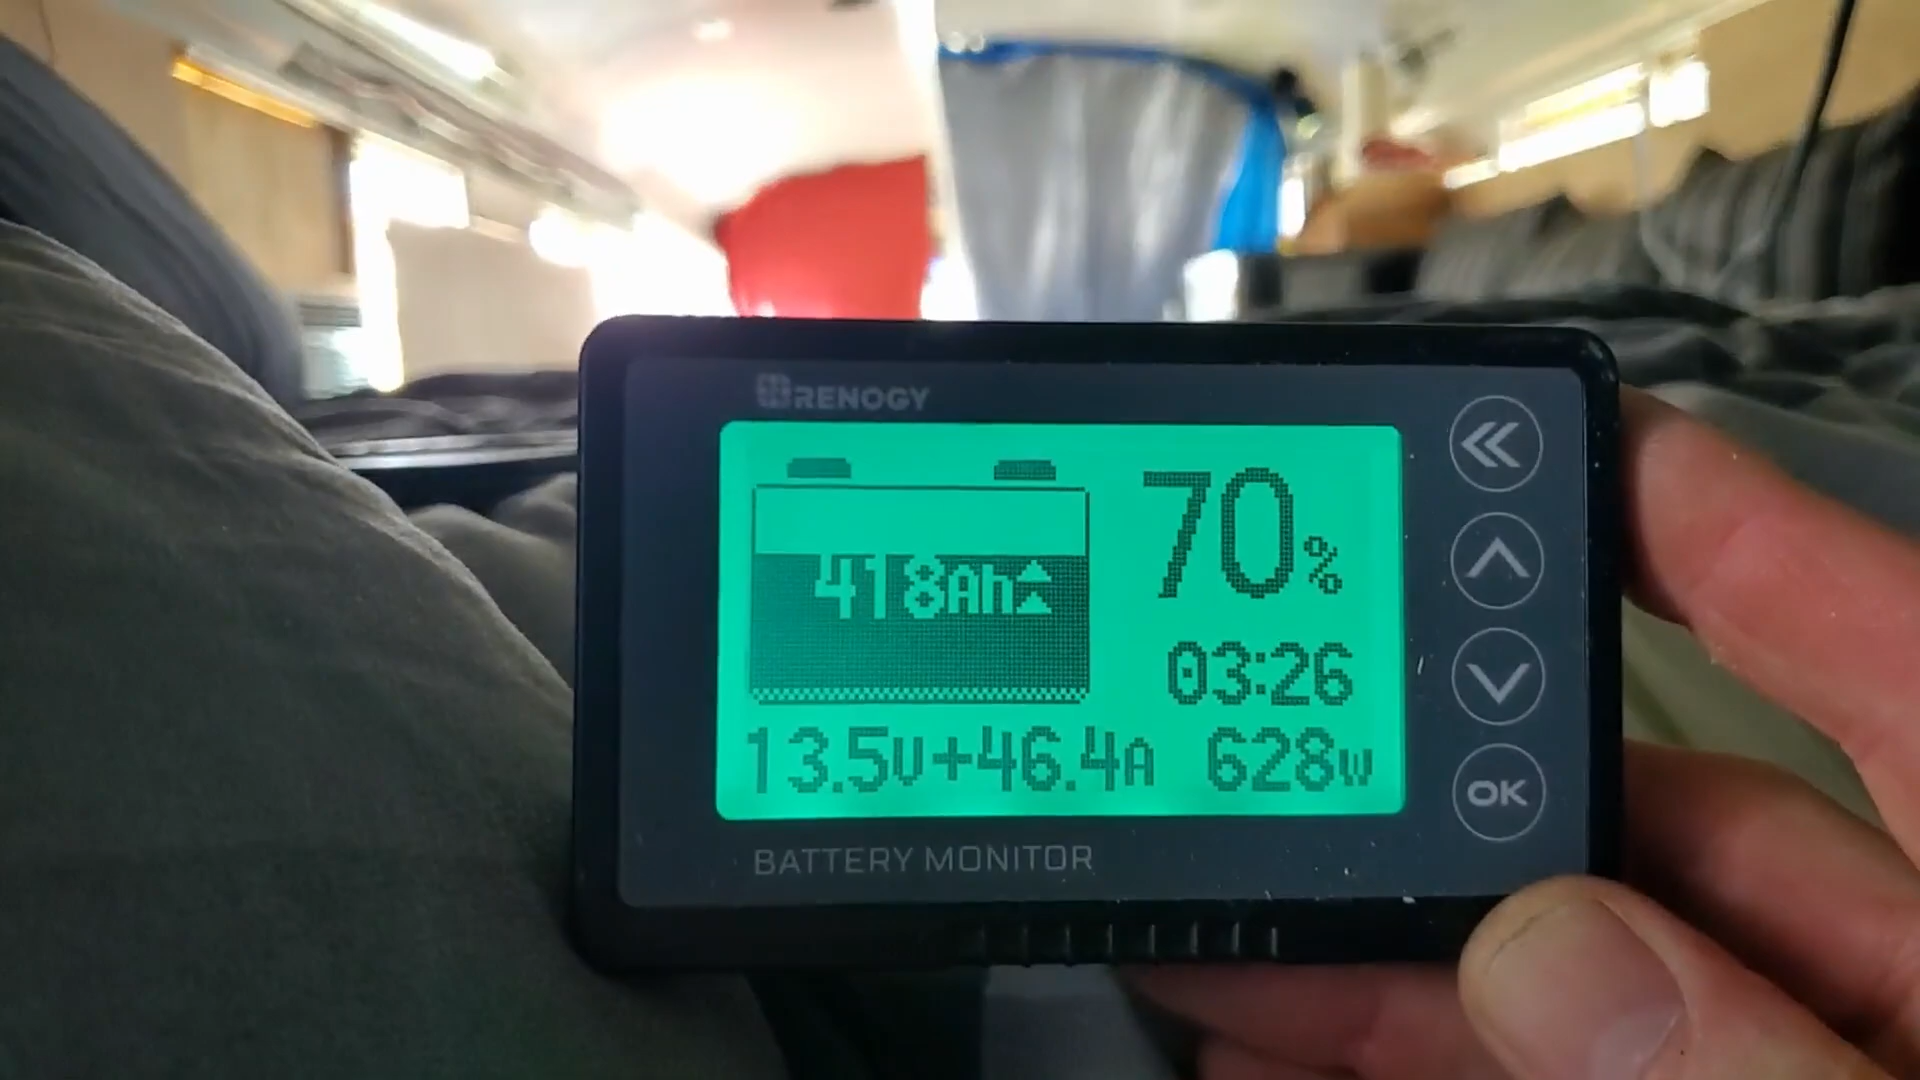 RENOGY
418Ah
70%
03:26
13.5V+46.4A 628W
BATTERY MONITOR
OK